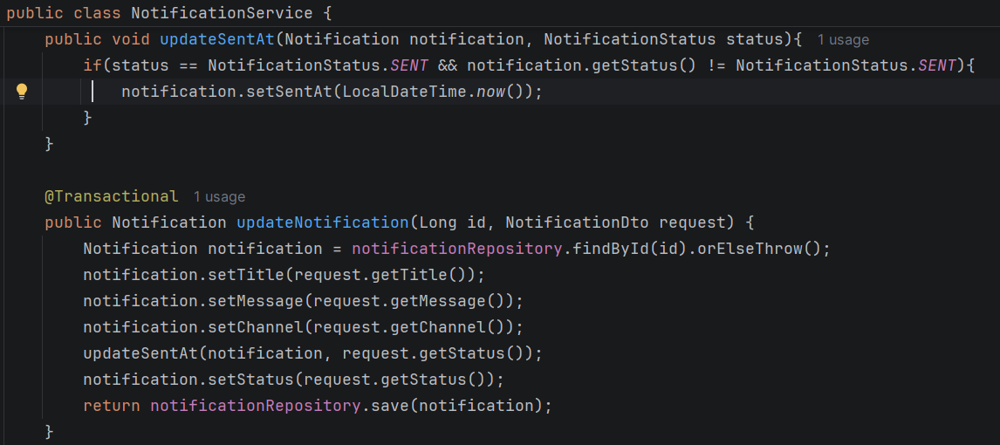 public class NotificationService {
    public void updateSentAt(Notification notification, NotificationStatus status){ 1 usage
        if(status == NotificationStatus.SENT && notification.getStatus() != NotificationStatus.SENT){
            notification.setSentAt(LocalDateTime.now());
        }
    }
    @Transactional 1 usage
    public Notification updateNotification(Long id, NotificationDto request) {
        Notification notification = notificationRepository.findById(id).orElseThrow();
        notification.setTitle(request.getTitle());
        notification.setMessage(request.getMessage());
        notification.setChannel(request.getChannel());
        updateSentAt(notification, request.getStatus());
        notification.setStatus(request.getStatus());
        return notificationRepository.save(notification);
    }